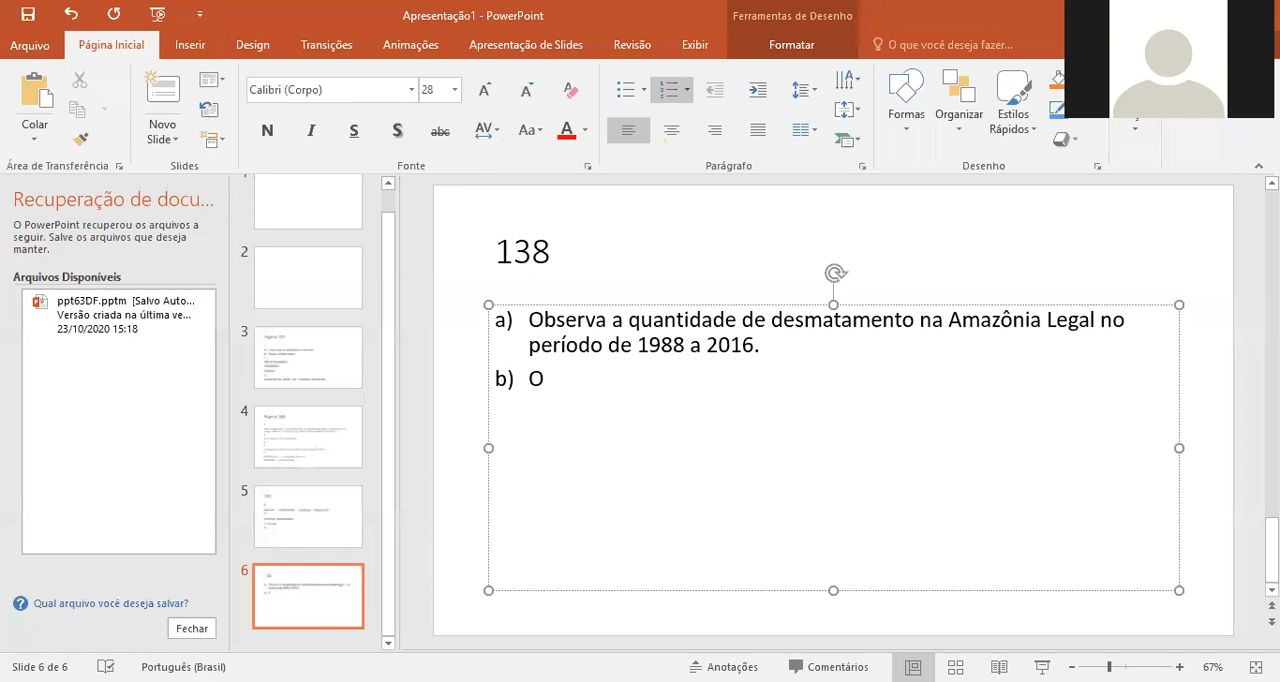 Apresentação1 - PowerPoint
Ferramentas de Desenho
Arquivo
Página Inicial
Inserir
Design
Transições
Animações
Apresentação de Slides
Revisão
Exibir
Formatar
O que você deseja fazer...
Colar
Novo
Slide
Calibri (Corpo)
28
N I S S abc AV Aa A
Formas
Organizar
Estilos
Rápidos
Área de Transferência
Slides
Fonte
Parágrafo
Desenho
Recuperação de docu...
O PowerPoint recuperou os arquivos a
seguir. Salve os arquivos que deseja
manter.
Arquivos Disponíveis
ppt63DF.pptm [Salvo Auto...
Versão criada na última ve...
23/10/2020 15:18
Qual arquivo você deseja salvar?
Fechar
2
3
4
5
6
138
a) Observa a quantidade de desmatamento na Amazônia Legal no
período de 1988 a 2016.
b) O
Slide 6 de 6
Português (Brasil)
Anotações
Comentários
67%